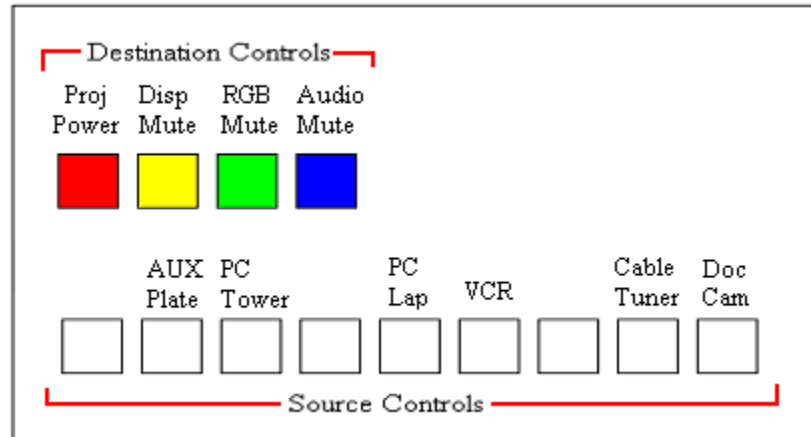 Destination Controls
Proj Disp RGB Audio
Power Mute Mute Mute
AUX PC PC Cable Doc
Plate Tower Lap VCR Tuner Cam
Source Controls